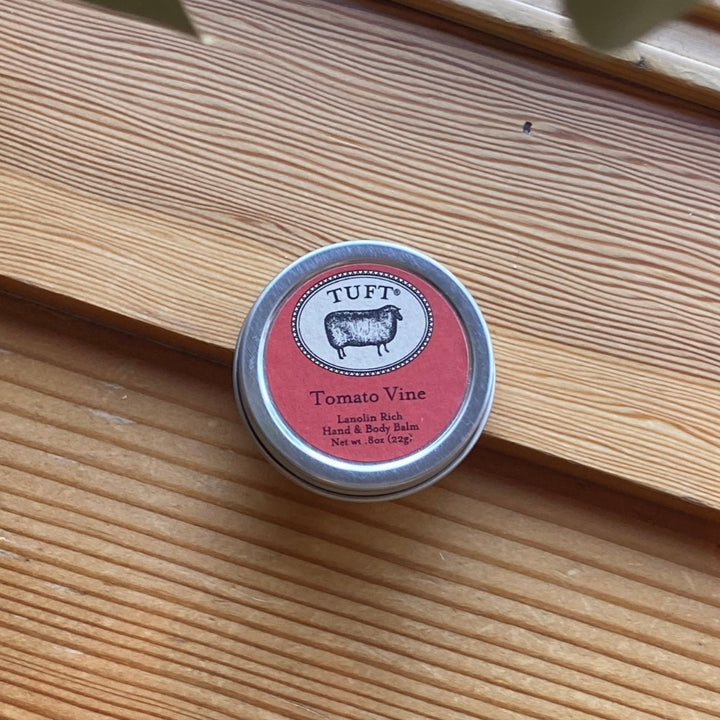 TUFT®
Tomato Vine
Lanolin Rich
Hand & Body Balm
Net wt .8oz (22g)